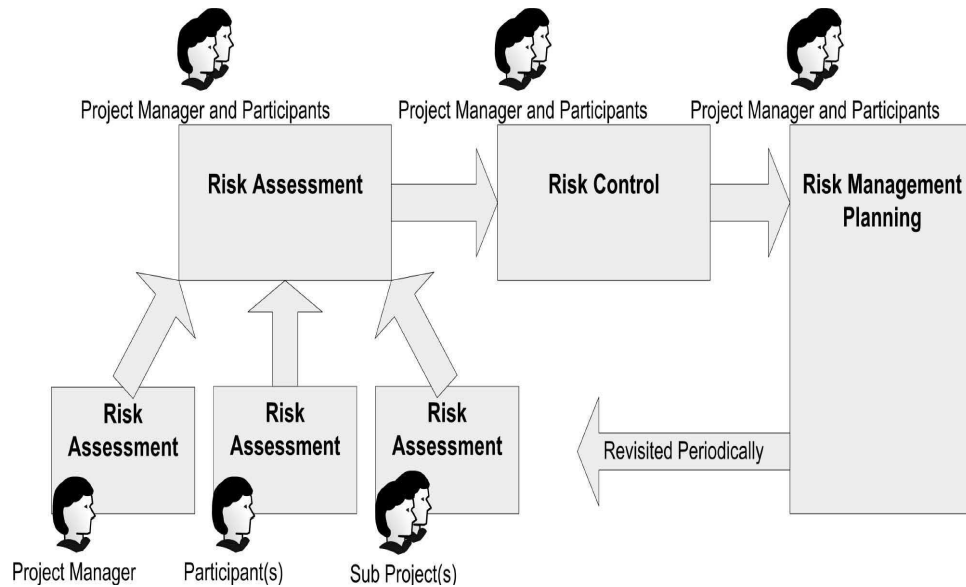 Project Manager and Participants
Project Manager and Participants
Project Manager and Participants
Risk Assessment
Risk Control
Risk Management
Planning
Risk
Assessment
Risk
Assessment
Risk
Assessment
Revisited Periodically
Project Manager
Participant(s)
Sub Project(s)